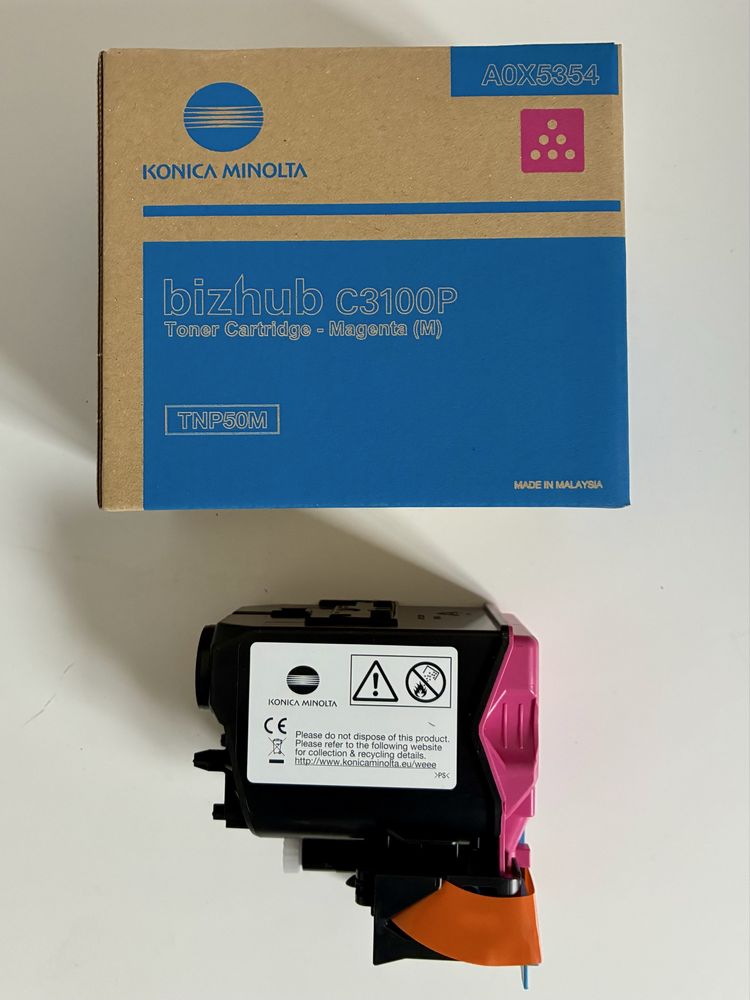 A0X5354
KONICA MINOLTA
bizhub C3100P
Toner Cartridge - Magenta (M)
TNP50M
MADE IN MALAYSIA
KONICA MINOLTA
CE
Please do not dispose of this product.
Please refer to the following website
for collection & recycling details.
http://www.konicaminolta.eu/weee
>PS<